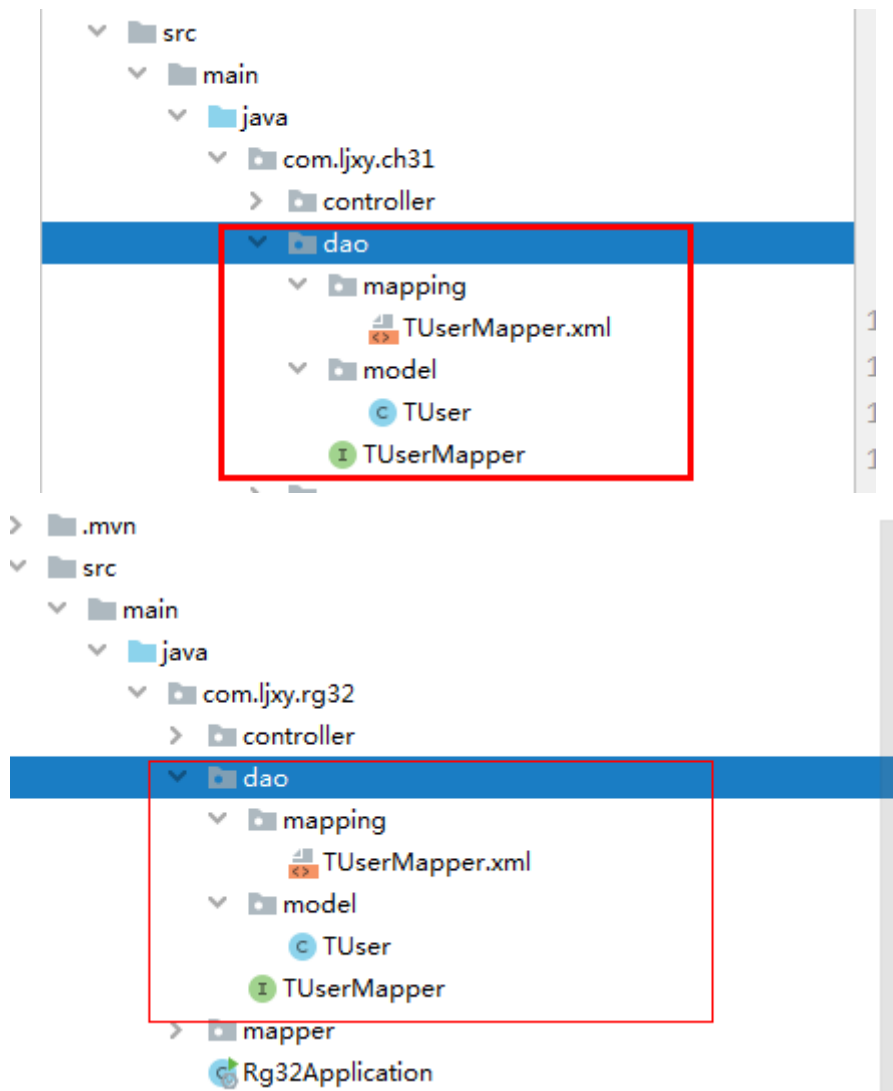 src
main
java
com.ljxy.ch31
controller
dao
mapping
TUserMapper.xml
model
TUser
TUserMapper
.mvn
src
main
java
com.ljxy.rg32
controller
dao
mapping
TUserMapper.xml
model
TUser
TUserMapper
mapper
Rg32Application